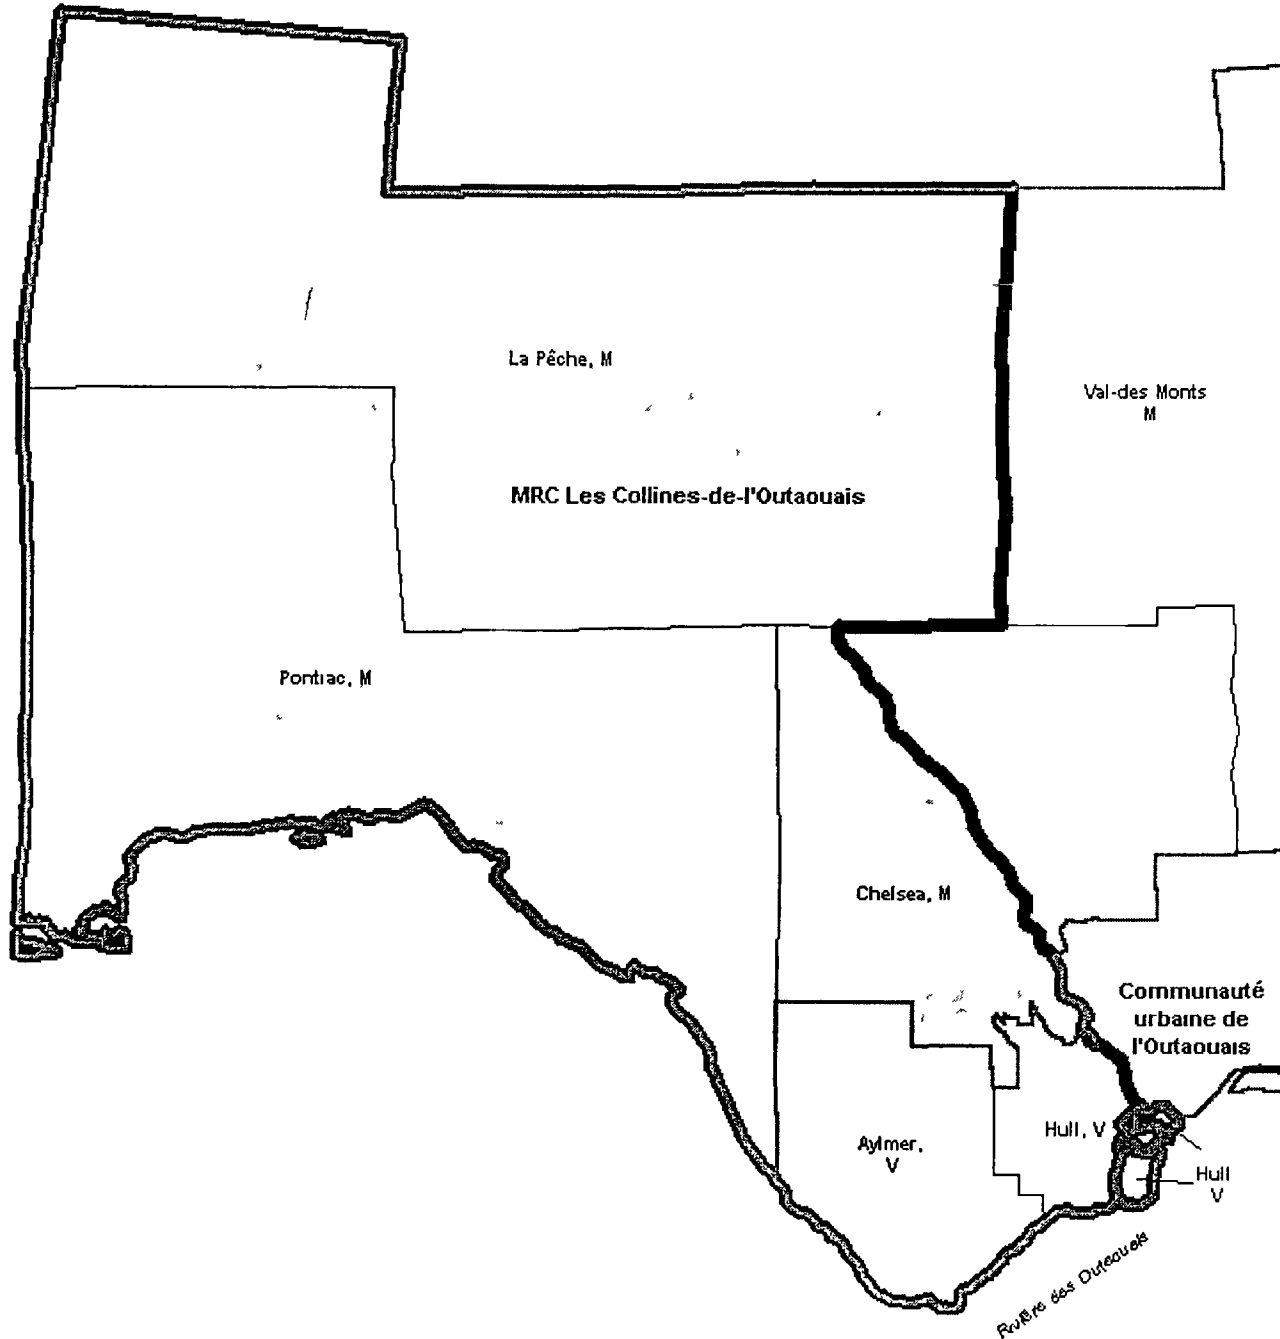 La Pêche, M
Val-des Monts
M
MRC Les Collines-de-l'Outaouais
Pontiac, M
Chelsea, M
Communauté
urbaine de
l'Outaouais
Hull, V
Aylmer,
V
Hull
V
Rivière des Outaouais